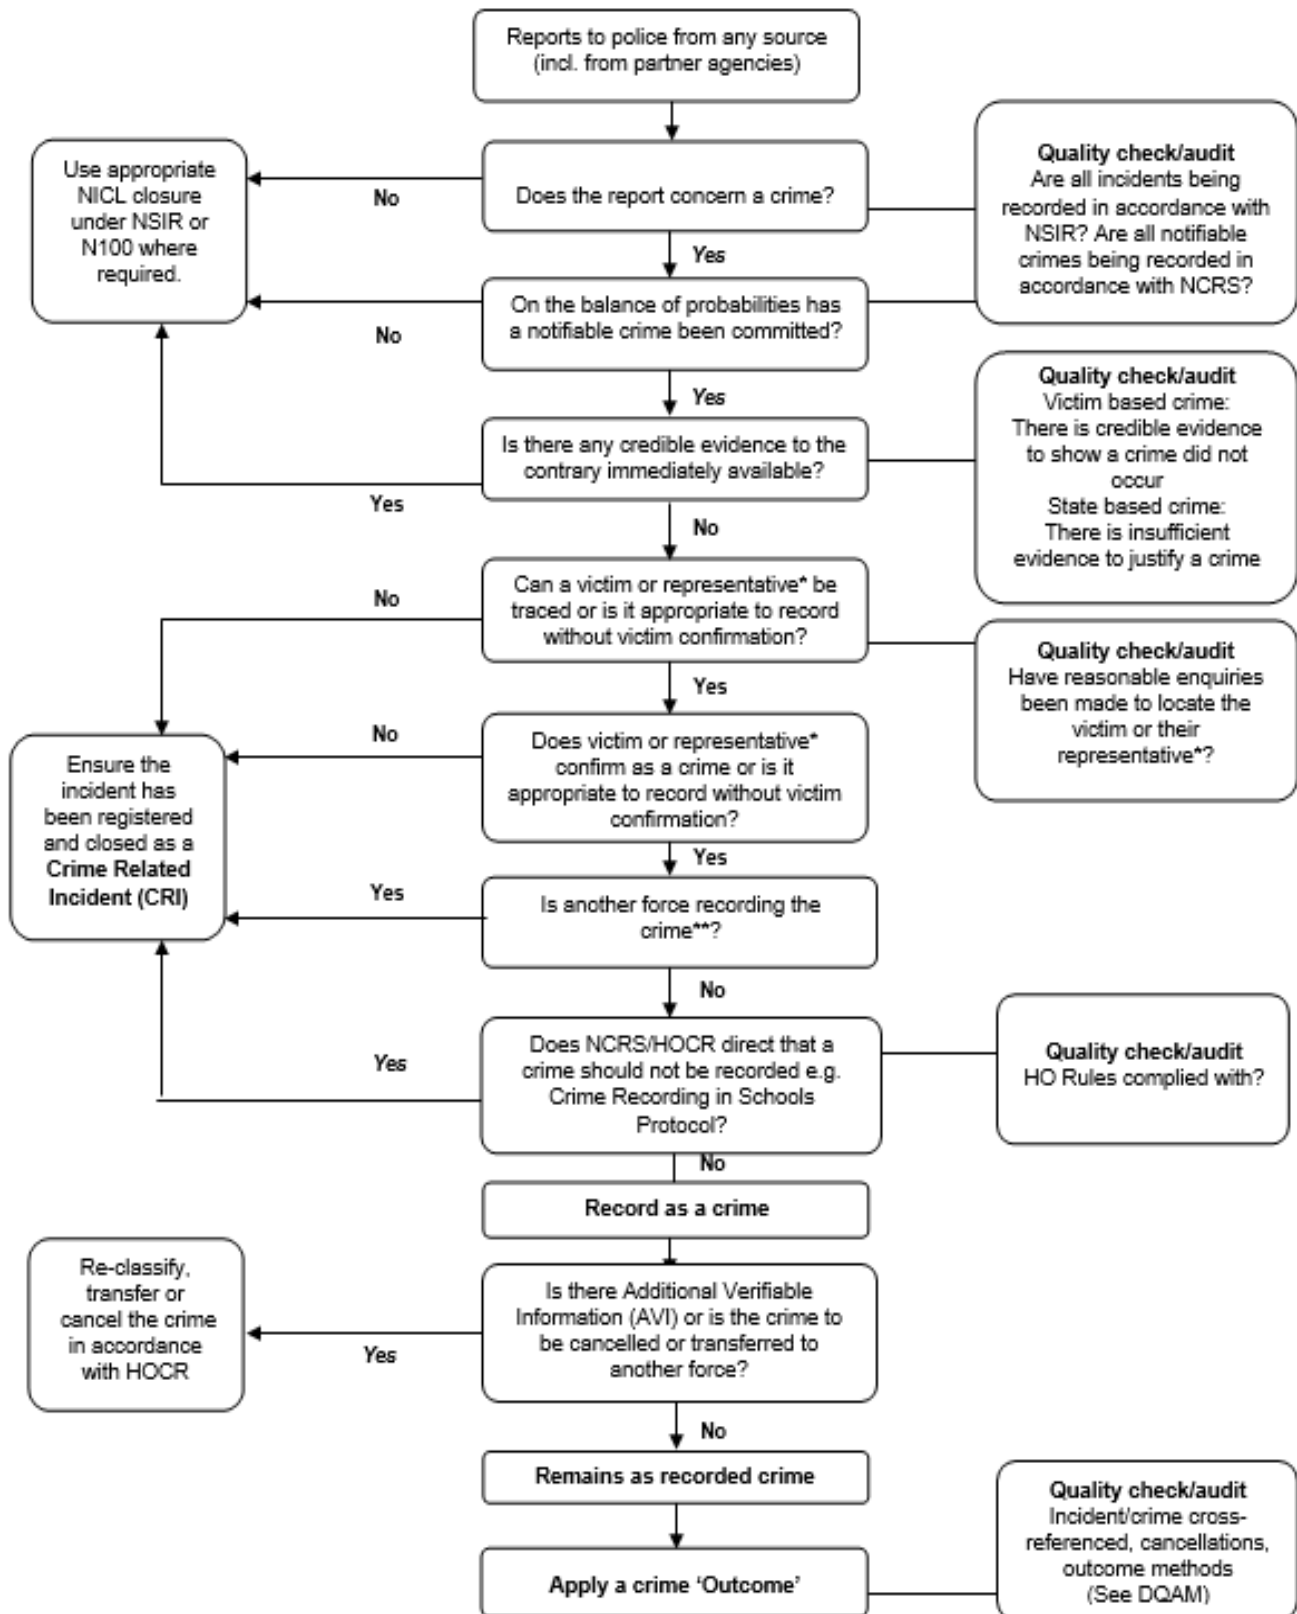 Reports to police from any source
(incl. from partner agencies)
Use appropriate
NICL closure
under NSIR or
N100 where
required.
No
Does the report concern a crime?
Quality check/audit
Are all incidents being
recorded in accordance with
NSIR? Are all notifiable
crimes being recorded in
accordance with NCRS?
Yes
No
On the balance of probabilities has
a notifiable crime been committed?
Yes
Is there any credible evidence to the
contrary immediately available?
Yes
Quality check/audit
Victim based crime:
There is credible evidence
to show a crime did not
occur
State based crime:
There is insufficient
evidence to justify a crime
No
No
Can a victim or representative* be
traced or is it appropriate to record
without victim confirmation?
Quality check/audit
Have reasonable enquiries
been made to locate the
victim or their
representative*?
Yes
No
Does victim or representative*
confirm as a crime or is it
appropriate to record without victim
confirmation?
Ensure the
incident has
been registered
and closed as a
Crime Related
Incident (CRI)
Yes
Yes
Is another force recording the
crime**?
No
Yes
Does NCRS/HOCR direct that a
crime should not be recorded e.g.
Crime Recording in Schools
Protocol?
Quality check/audit
HO Rules complied with?
No
Record as a crime
Re-classify,
transfer or
cancel the crime
in accordance
with HOCR
Yes
Is there Additional Verifiable
Information (AVI) or is the crime to
be cancelled or transferred to
another force?
No
Remains as recorded crime
Apply a crime ‘Outcome’
Quality check/audit
Incident/crime cross-
referenced, cancellations,
outcome methods
(See DQAM)